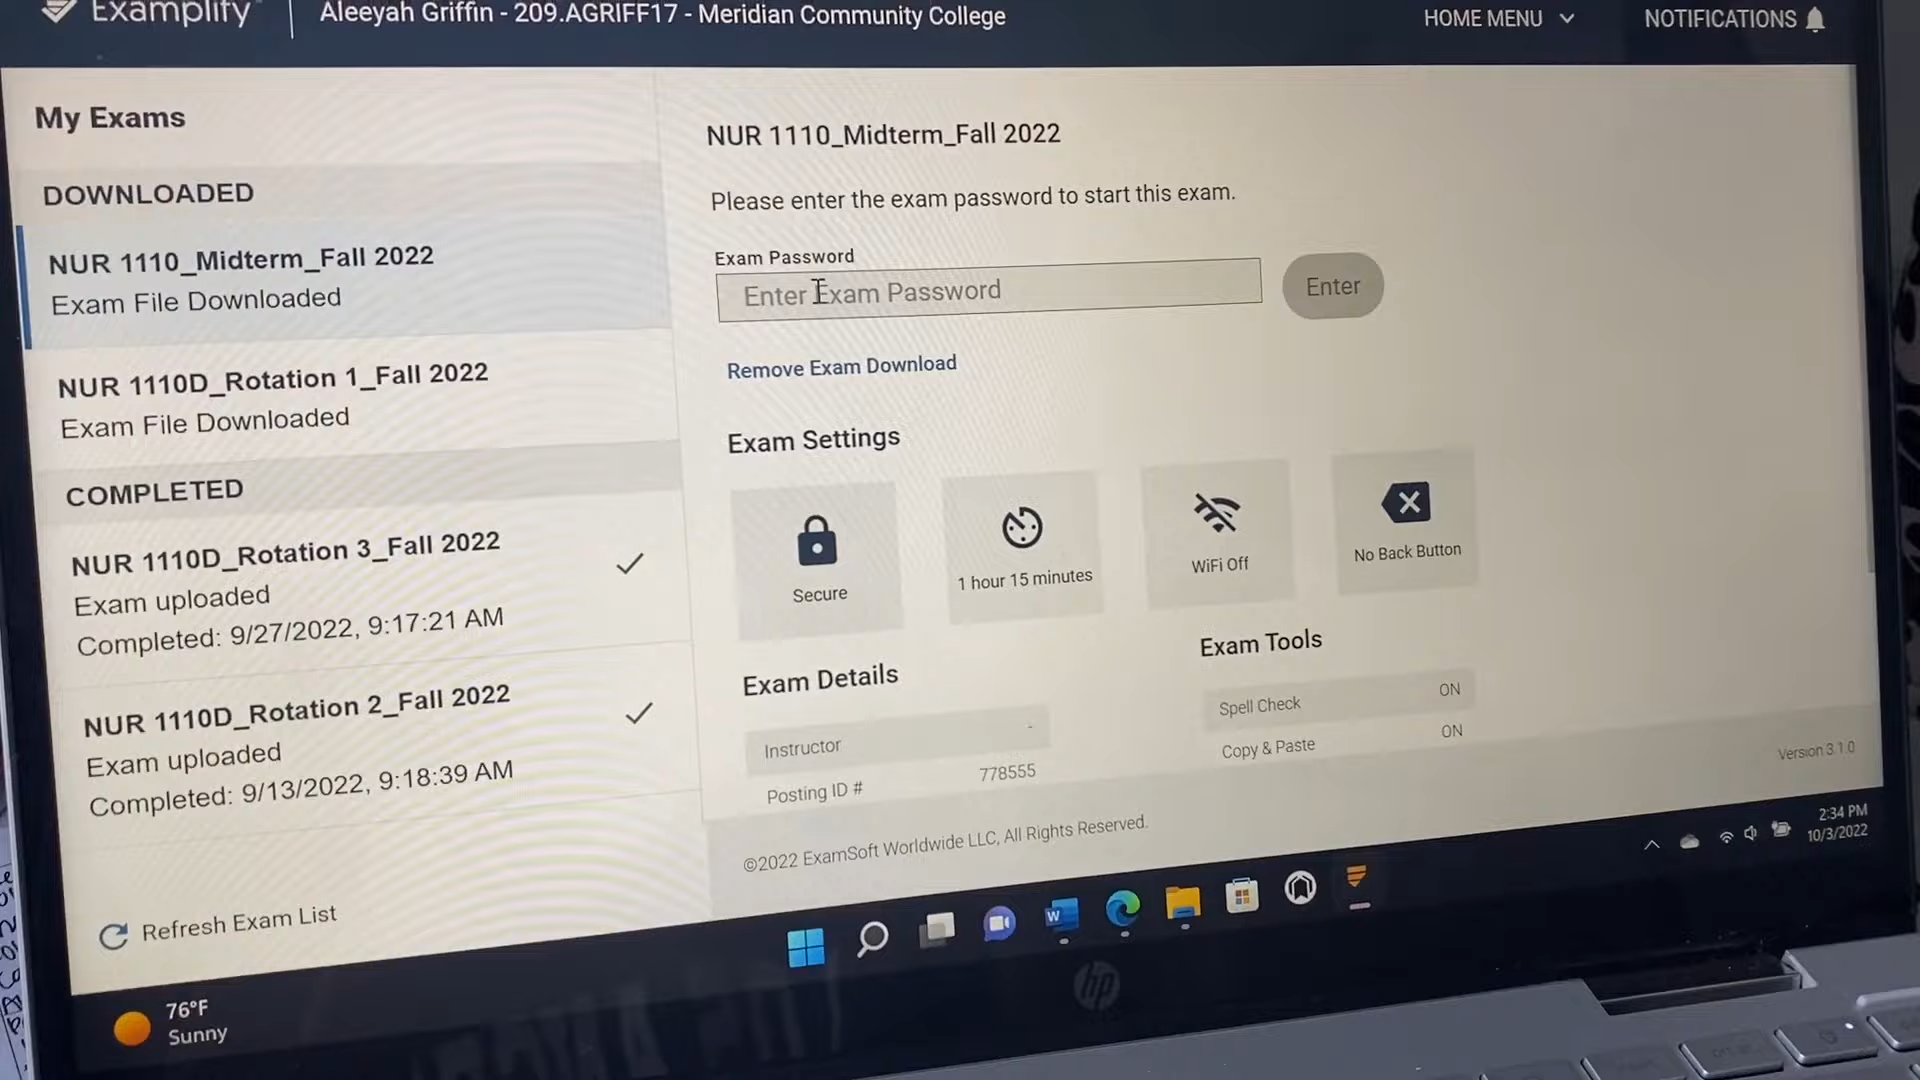 Examplify
Aleeyah Griffin - 209.AGRIFF17 - Meridian Community College
HOME MENU
NOTIFICATIONS
My Exams
DOWNLOADED
NUR 1110_Midterm_Fall 2022
Exam File Downloaded
NUR 1110D_Rotation 1_Fall 2022
Exam File Downloaded
COMPLETED
NUR 1110D_Rotation 3_Fall 2022
Exam uploaded
Completed: 9/27/2022, 9:17:21 AM
NUR 1110D_Rotation 2_Fall 2022
Exam uploaded
Completed: 9/13/2022, 9:18:39 AM
Refresh Exam List
NUR 1110_Midterm_Fall 2022
Please enter the exam password to start this exam.
Exam Password
Enter Exam Password
Enter
Remove Exam Download
Exam Settings
Secure
1 hour 15 minutes
WiFi Off
No Back Button
Exam Details
Instructor -
Posting ID # 778555
Exam Tools
Spell Check ON
Copy & Paste ON
Version 3.1.0
©2022 ExamSoft Worldwide LLC, All Rights Reserved.
2:34 PM
10/3/2022
W
76°F
Sunny
hp